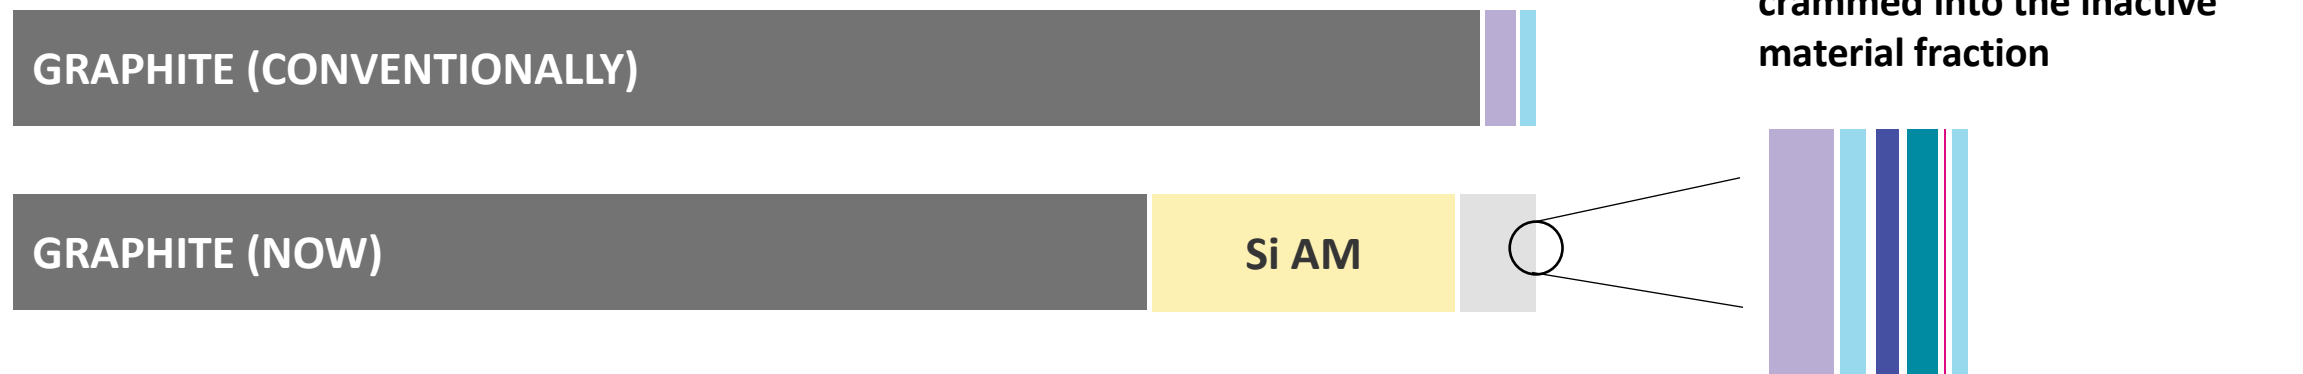 crammed into the inactive
material fraction
GRAPHITE (CONVENTIONALLY)
GRAPHITE (NOW)
Si AM